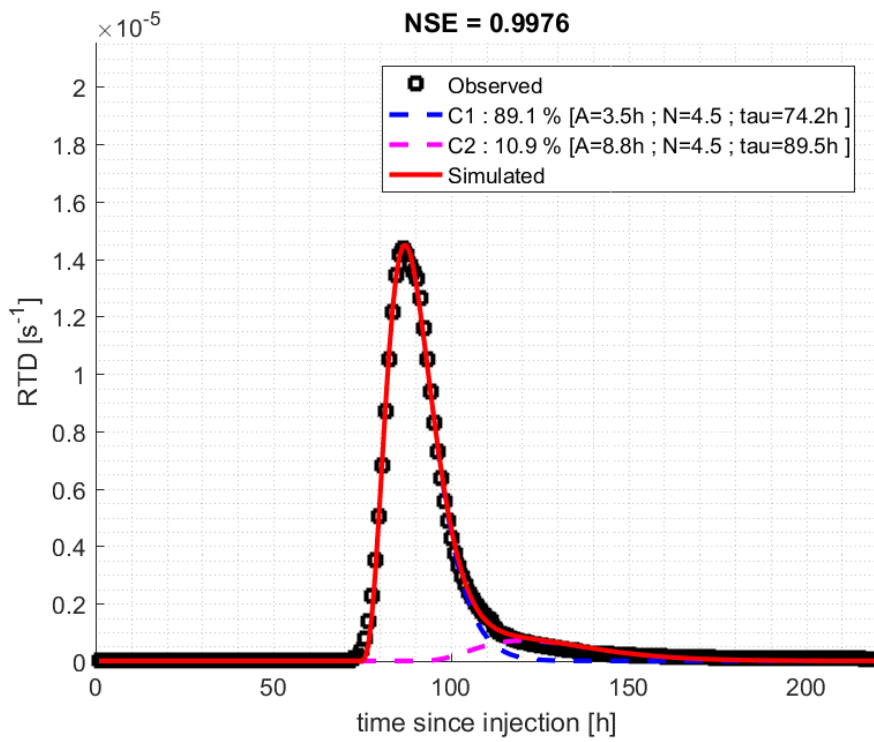 NSE = 0.9976
×10⁻⁵
Observed
C1 : 89.1 % [A=3.5h ; N=4.5 ; tau=74.2h ]
C2 : 10.9 % [A=8.8h ; N=4.5 ; tau=89.5h ]
Simulated
2
1.8
1.6
1.4
1.2
1
0.8
0.6
0.4
0.2
0
RTD [s⁻¹]
0 50 100 150 200
time since injection [h]